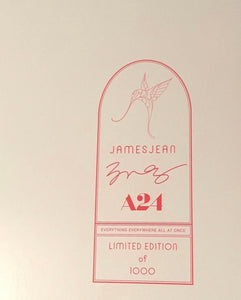 JAMESJEAN
A24
EVERYTHING EVERYWHERE ALL AT ONCE
LIMITED EDITION
of
1000